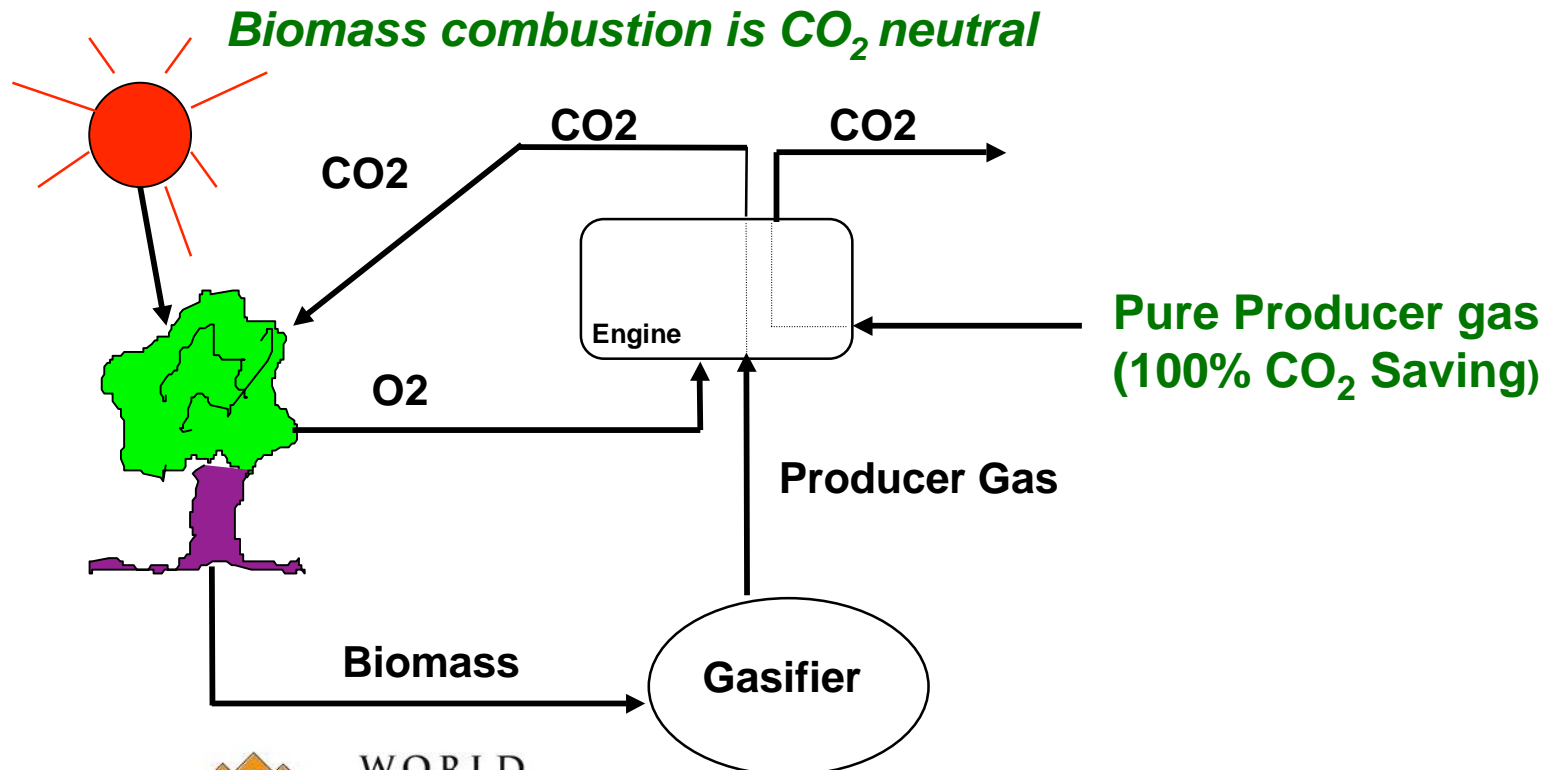 Biomass combustion is CO₂ neutral
CO2
CO2
CO2
Engine
Pure Producer gas
(100% CO₂ Saving)
O2
Producer Gas
Biomass
Gasifier
WORLD